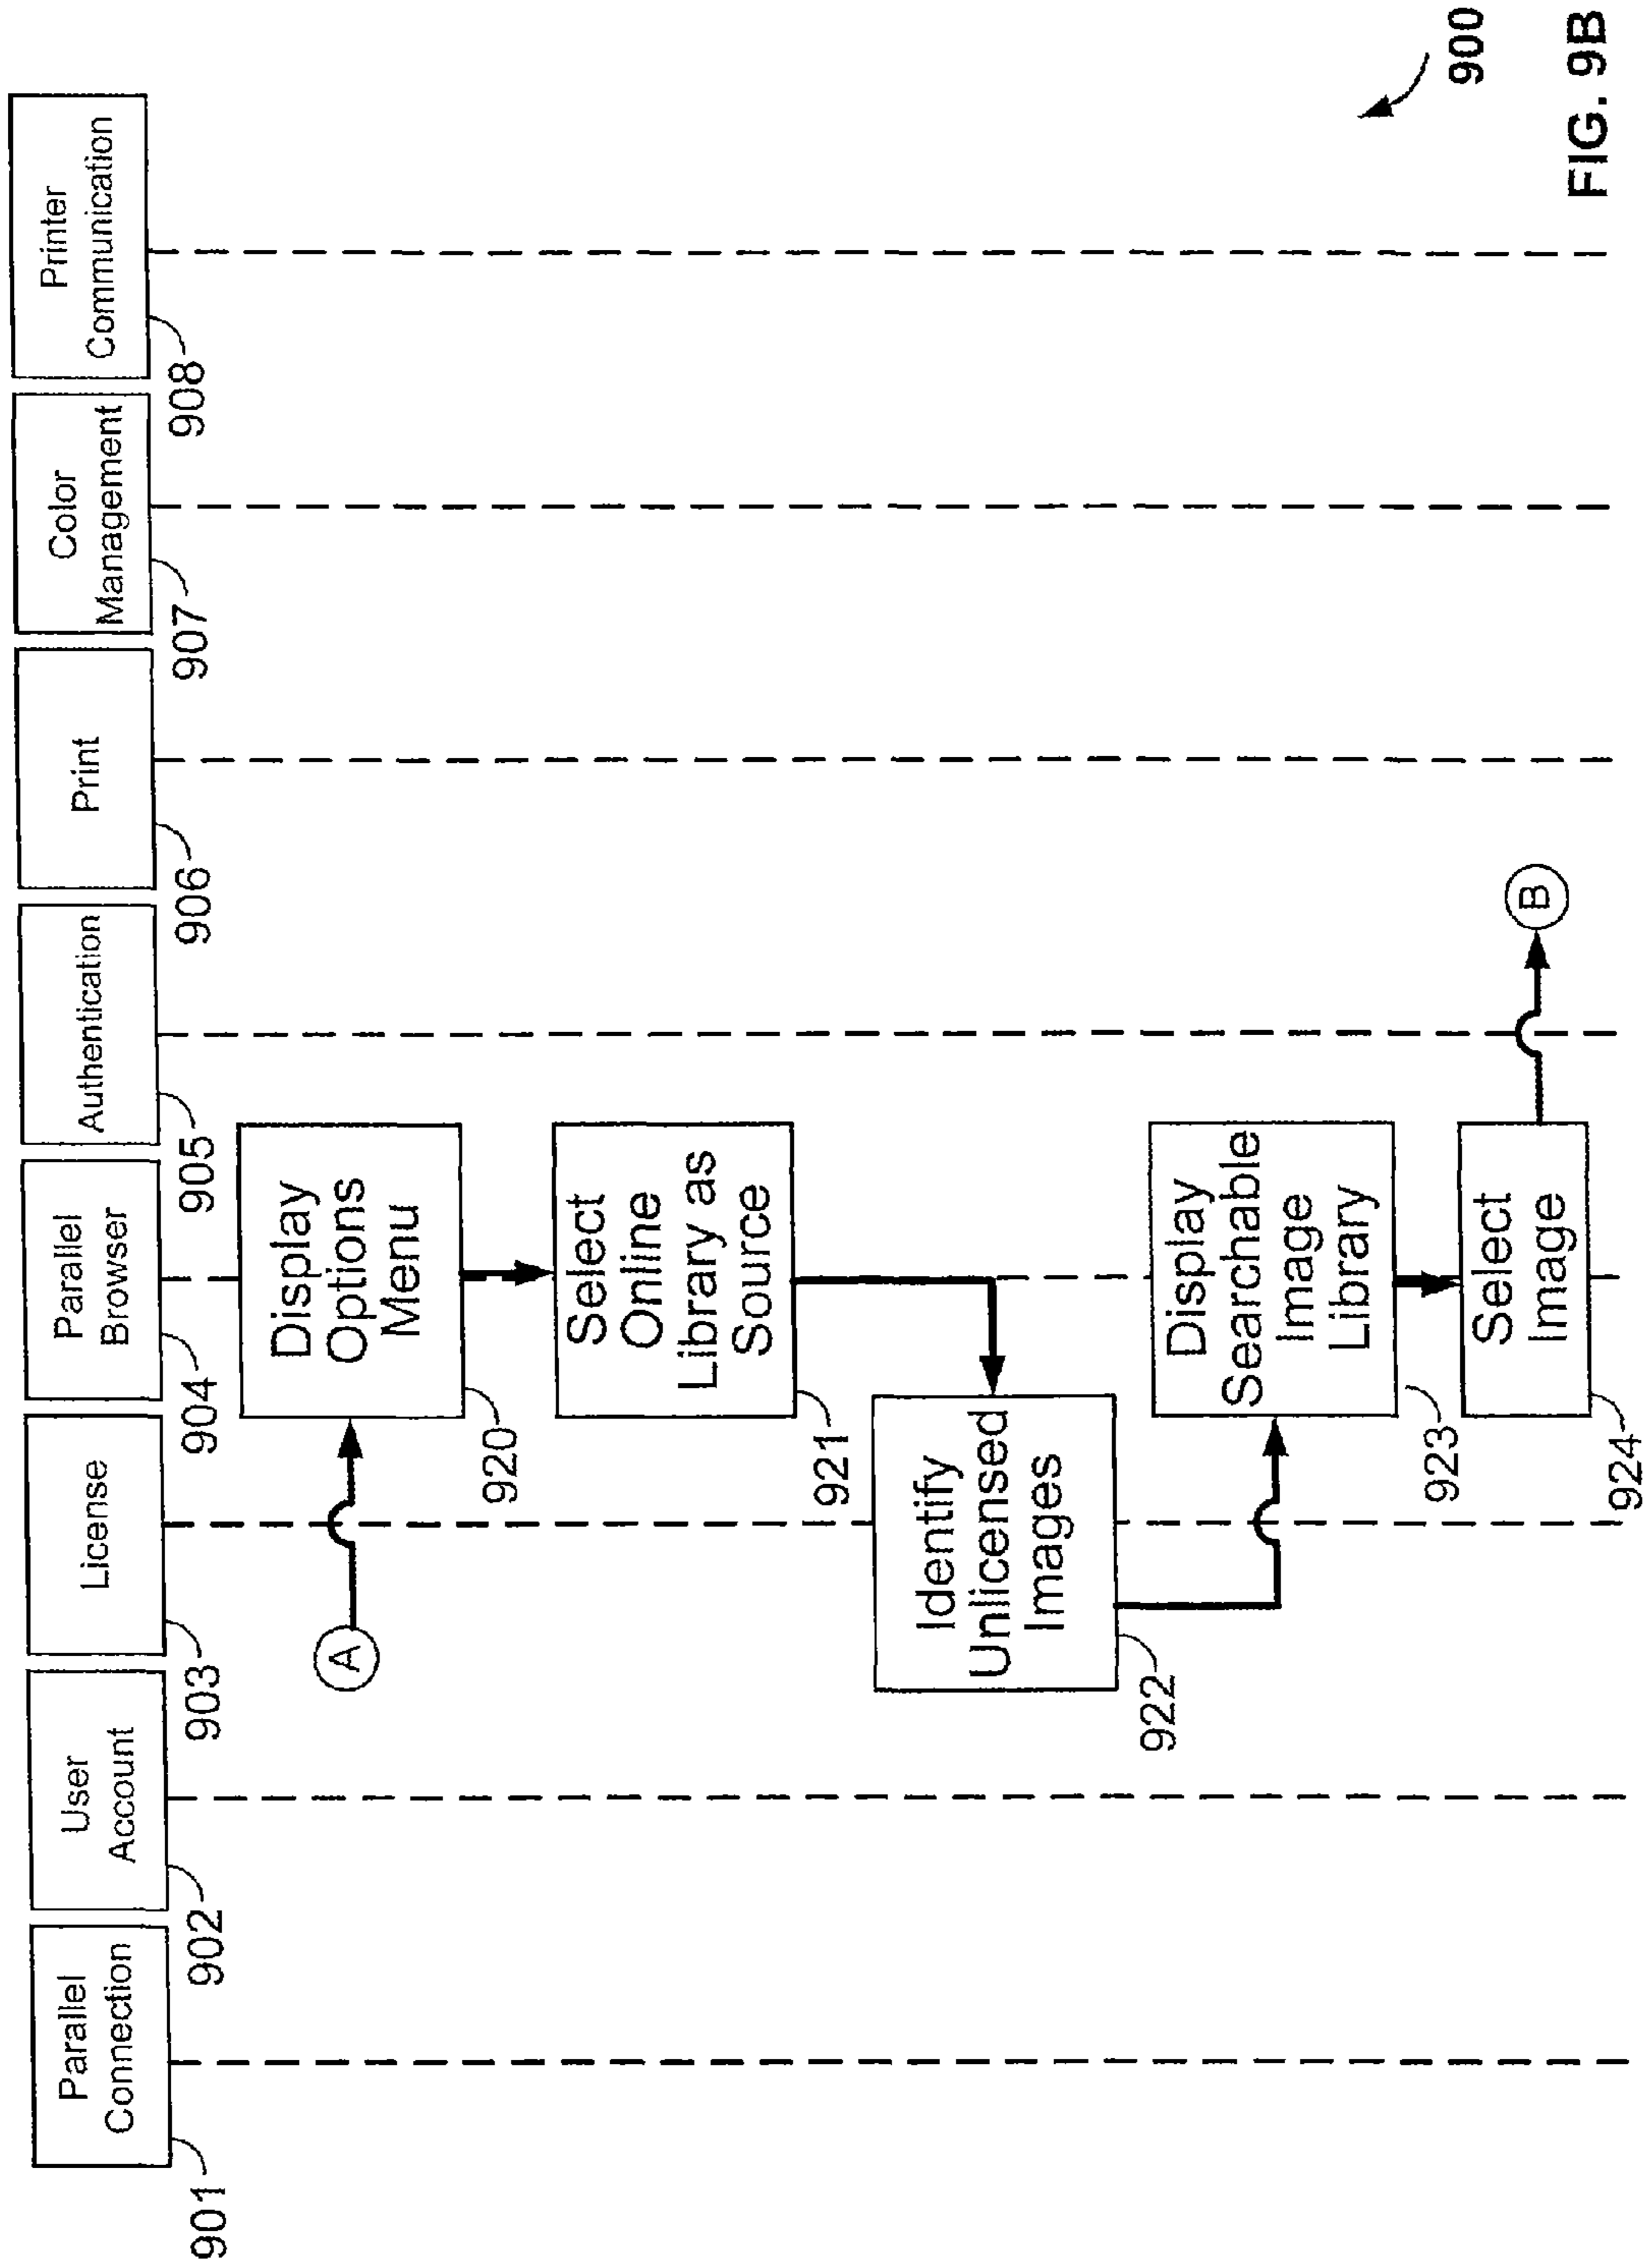 Parallel
Connection
User
Account
License
Parallel
Browser
Authentication
Print
Color
Management
Printer
Communication
901
902
903
904
905
906
907
908
A
Display
Options
Menu
920
Select
Online
Library as
Source
921
Identify
Unlicensed
Images
922
Display
Searchable
Image
Library
923
Select
Image
924
B
900
FIG. 9B